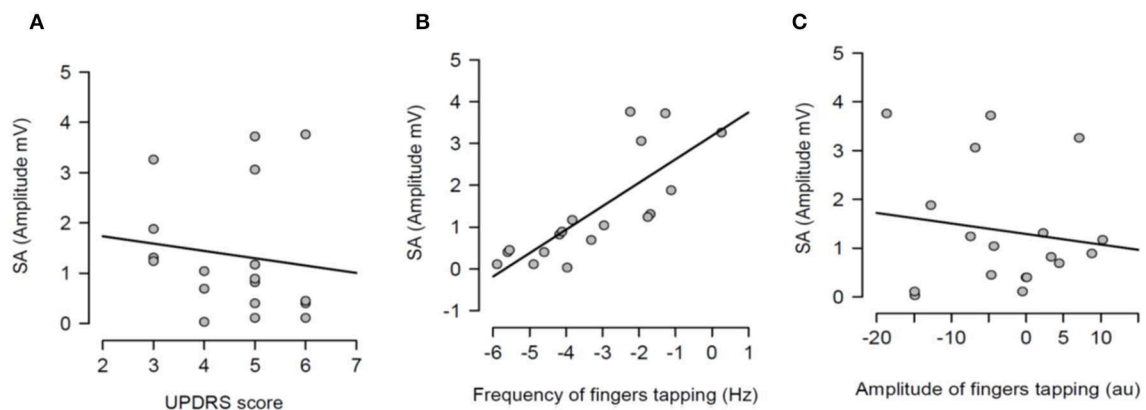 A
B
C
SA (Amplitude mV)
5
4
3
2
1
0
2 3 4 5 6 7
UPDRS score
SA (Amplitude mV)
5
4
3
2
1
0
-1
-6 -5 -4 -3 -2 -1 0 1
Frequency of fingers tapping (Hz)
SA (Amplitude mV)
5
4
3
2
1
0
-20 -10 0 5 10
Amplitude of fingers tapping (au)